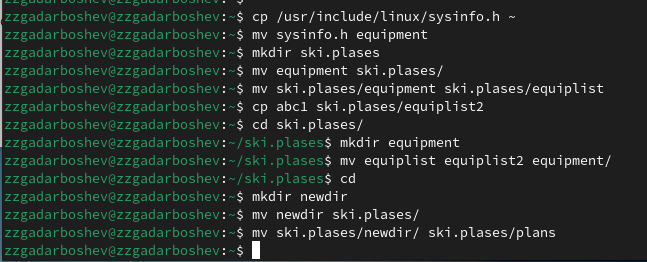 zzgadarboshev@zzgadarboshev:~$ cp /usr/include/linux/sysinfo.h ~
zzgadarboshev@zzgadarboshev:~$ mv sysinfo.h equipment
zzgadarboshev@zzgadarboshev:~$ mkdir ski.plases
zzgadarboshev@zzgadarboshev:~$ mv equipment ski.plases/
zzgadarboshev@zzgadarboshev:~$ mv ski.plases/equipment ski.plases/equiplist
zzgadarboshev@zzgadarboshev:~$ cp abc1 ski.plases/equiplist2
zzgadarboshev@zzgadarboshev:~$ cd ski.plases/
zzgadarboshev@zzgadarboshev:~/ski.plases$ mkdir equipment
zzgadarboshev@zzgadarboshev:~/ski.plases$ mv equiplist equiplist2 equipment/
zzgadarboshev@zzgadarboshev:~/ski.plases$ cd
zzgadarboshev@zzgadarboshev:~$ mkdir newdir
zzgadarboshev@zzgadarboshev:~$ mv newdir ski.plases/
zzgadarboshev@zzgadarboshev:~$ mv ski.plases/newdir/ ski.plases/plans
zzgadarboshev@zzgadarboshev:~$